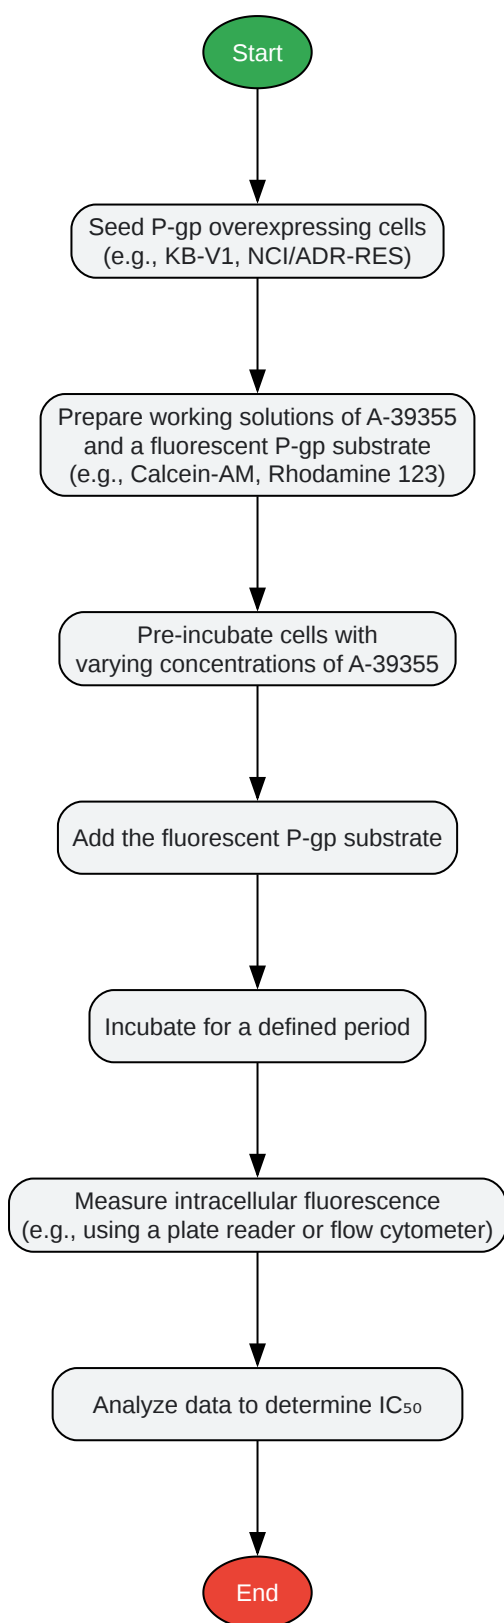 Start
Seed P-gp overexpressing cells
(e.g., KB-V1, NCI/ADR-RES)
Prepare working solutions of A-39355
and a fluorescent P-gp substrate
(e.g., Calcein-AM, Rhodamine 123)
Pre-incubate cells with
varying concentrations of A-39355
Add the fluorescent P-gp substrate
Incubate for a defined period
Measure intracellular fluorescence
(e.g., using a plate reader or flow cytometer)
Analyze data to determine IC₅₀
End